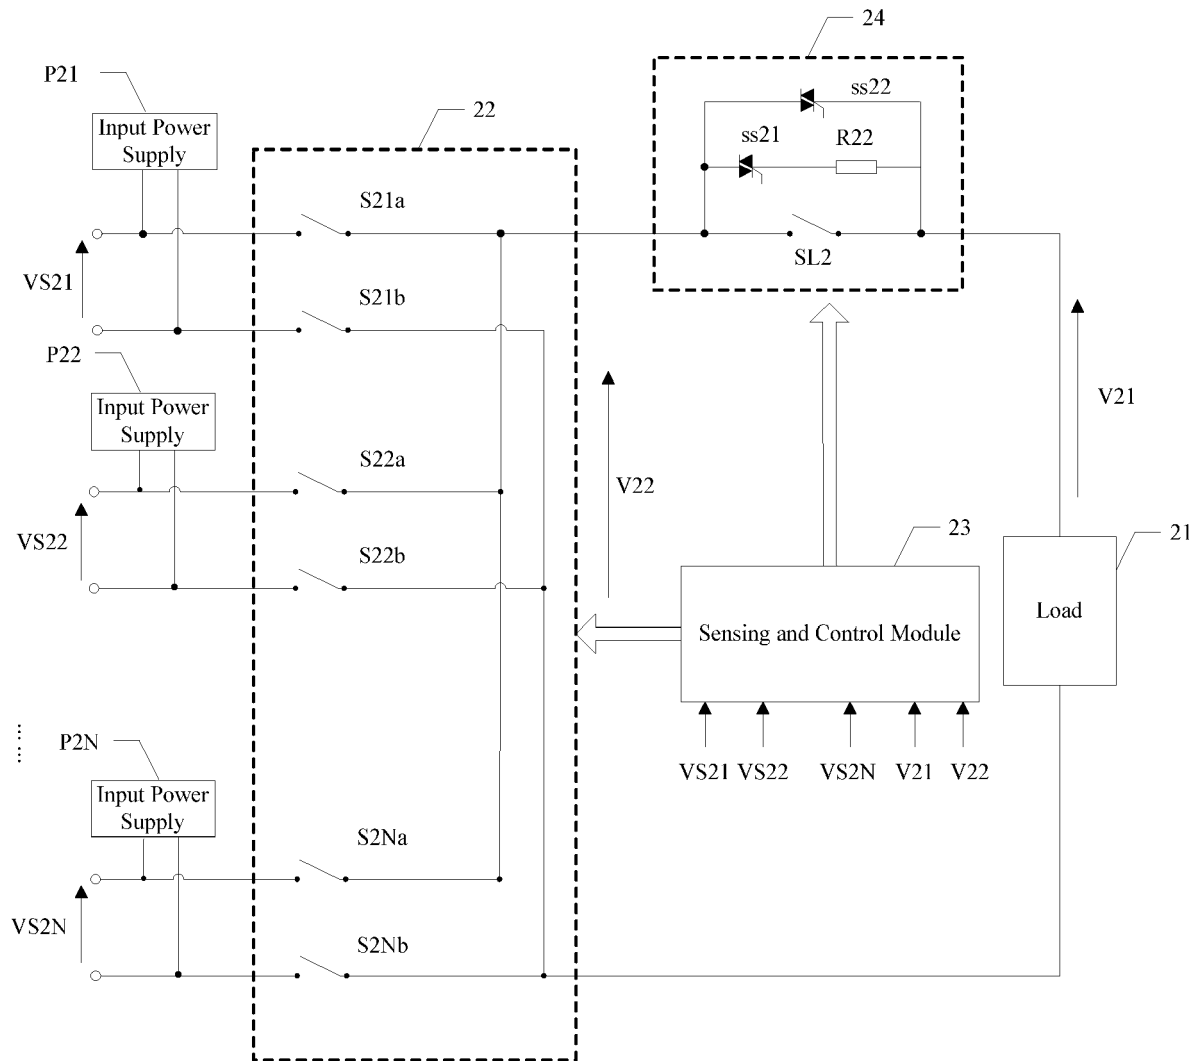 24
P21
ss22
Input Power
Supply
22
ss21
R22
S21a
SL2
VS21
S21b
P22
V21
Input Power
Supply
S22a
V22
VS22
23
21
S22b
Sensing and Control Module
Load
......
P2N
VS21
VS22
VS2N
V21
V22
Input Power
Supply
S2Na
VS2N
S2Nb